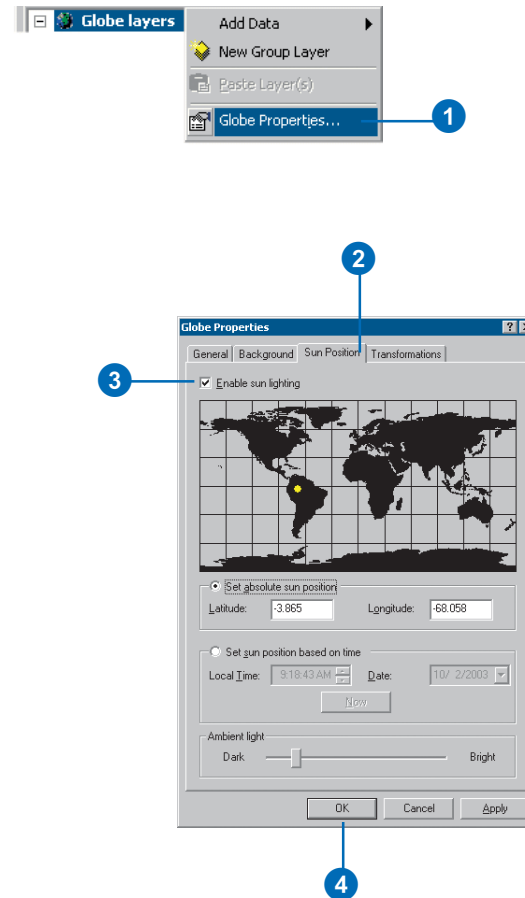 Globe layers
Add Data
New Group Layer
Paste Layer(s)
Globe Properties...
1
2
Globe Properties
General Background Sun Position Transformations
3
Enable sun lighting
Set absolute sun position
Latitude: -3.865 Longitude: -68.058
Set sun position based on time
Local Time: 9:18:43 AM Date: 10/ 2/2003
Now
Ambient light
Dark Bright
OK Cancel Apply
4